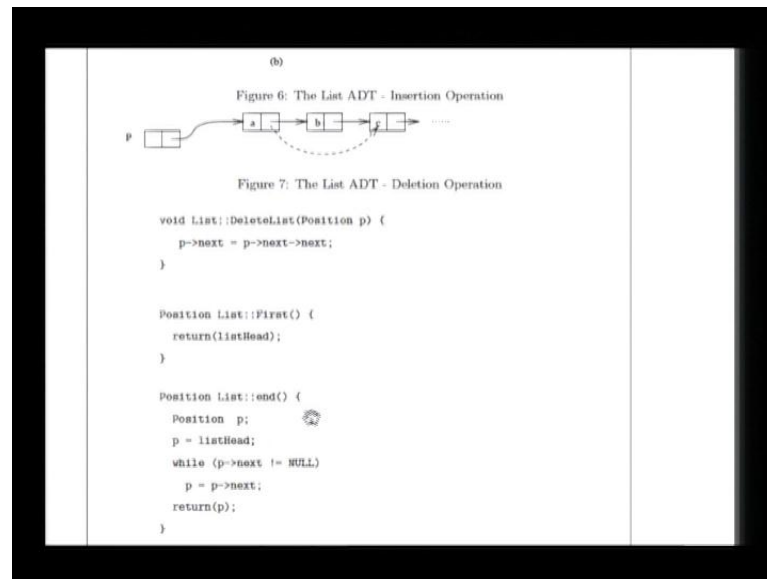 (b)
Figure 6: The List ADT - Insertion Operation
P a b c ......
Figure 7: The List ADT - Deletion Operation
void List::DeleteList(Position p) {
p->next = p->next->next;
}
Position List::First() {
return(listHead);
}
Position List::end() {
Position p;
p = listHead;
while (p->next != NULL)
p = p->next;
return(p);
}